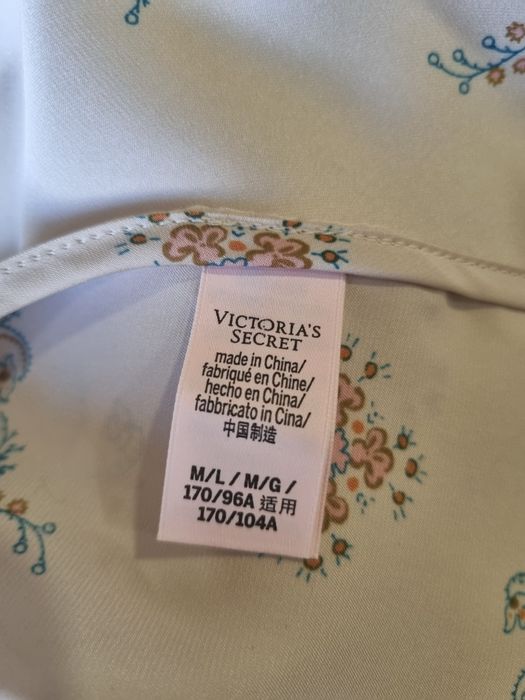 VICTORIA'S
SECRET
made in China/
fabriqué en Chine/
hecho en China/
fabbricato in Cina/
中国制造
M/L / M/G /
170/96A 适用
170/104A